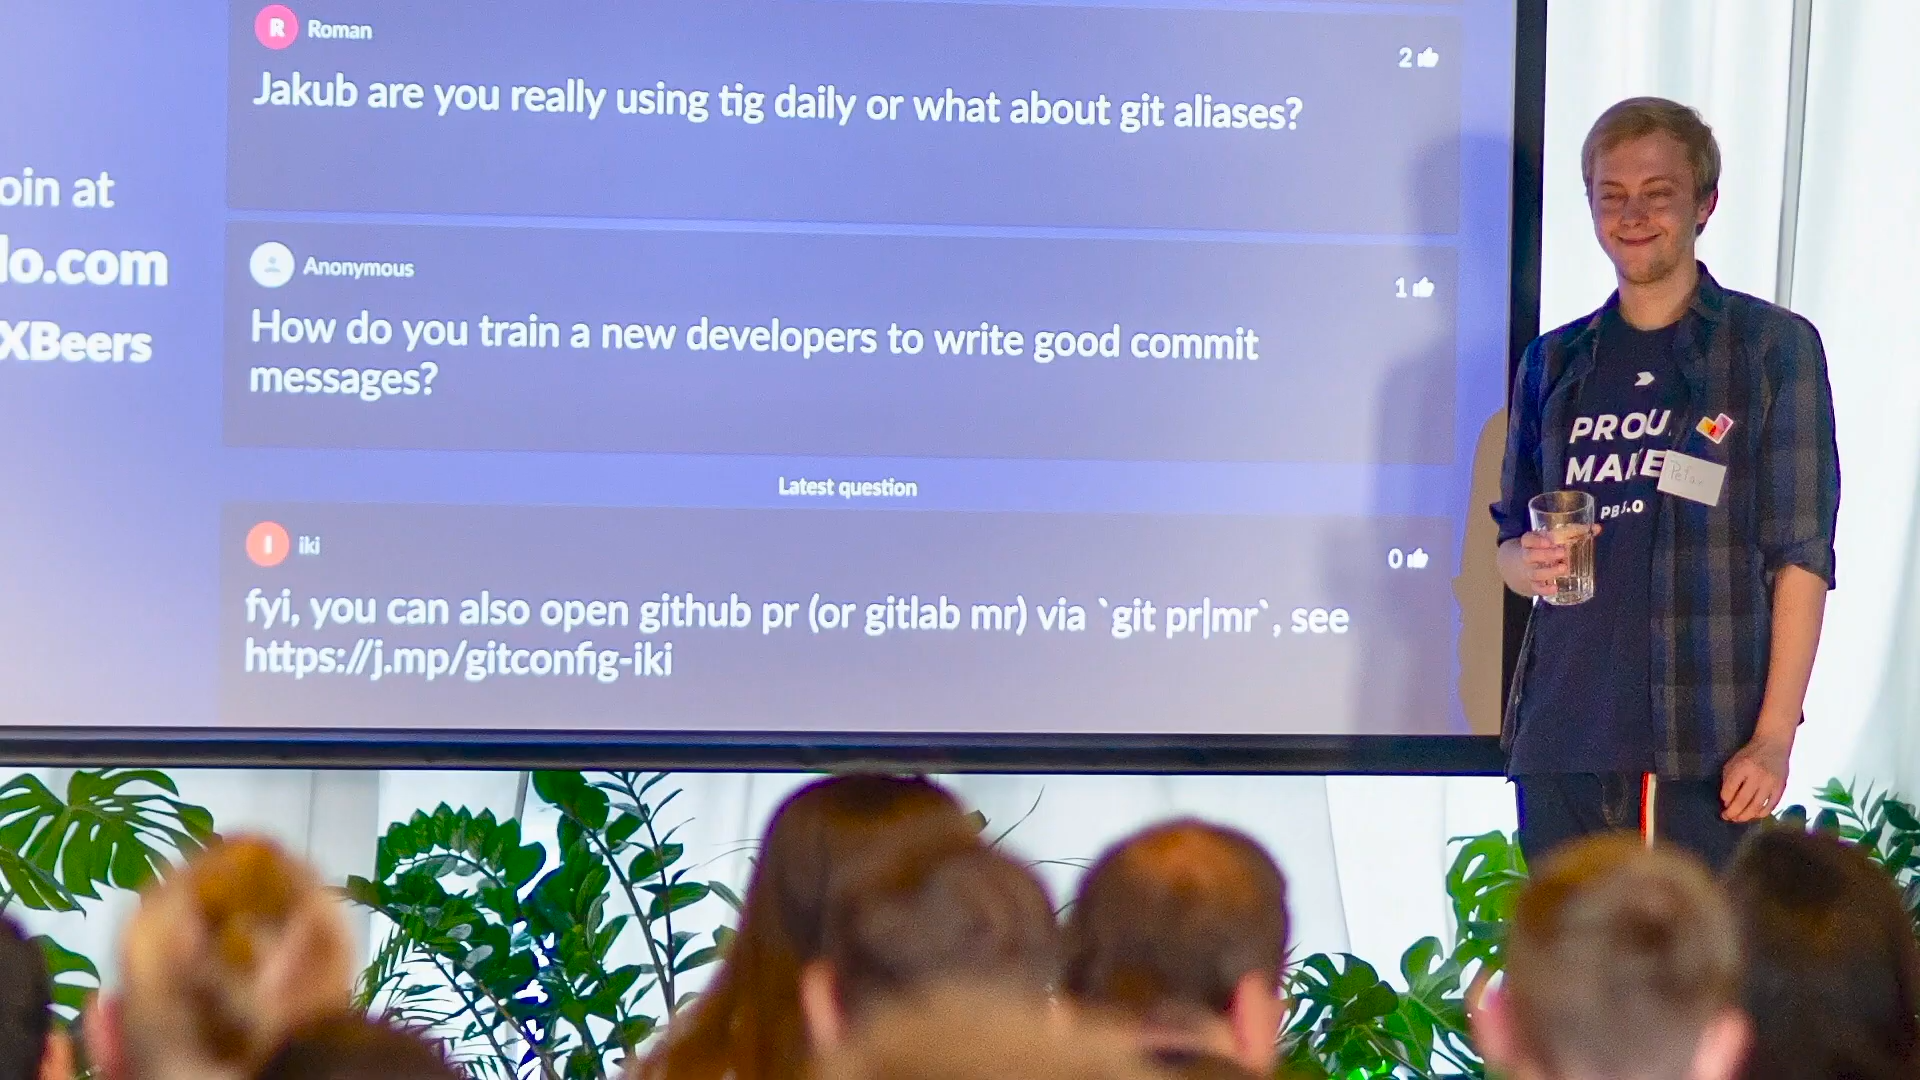 R Roman
2
Jakub are you really using tig daily or what about git aliases?
oin at
lo.com
XBeers
Anonymous
1
How do you train a new developers to write good commit
messages?
Latest question
I iki
0
fyi, you can also open github pr (or gitlab mr) via `git pr|mr`, see
https://j.mp/gitconfig-iki
PROU
MAKE